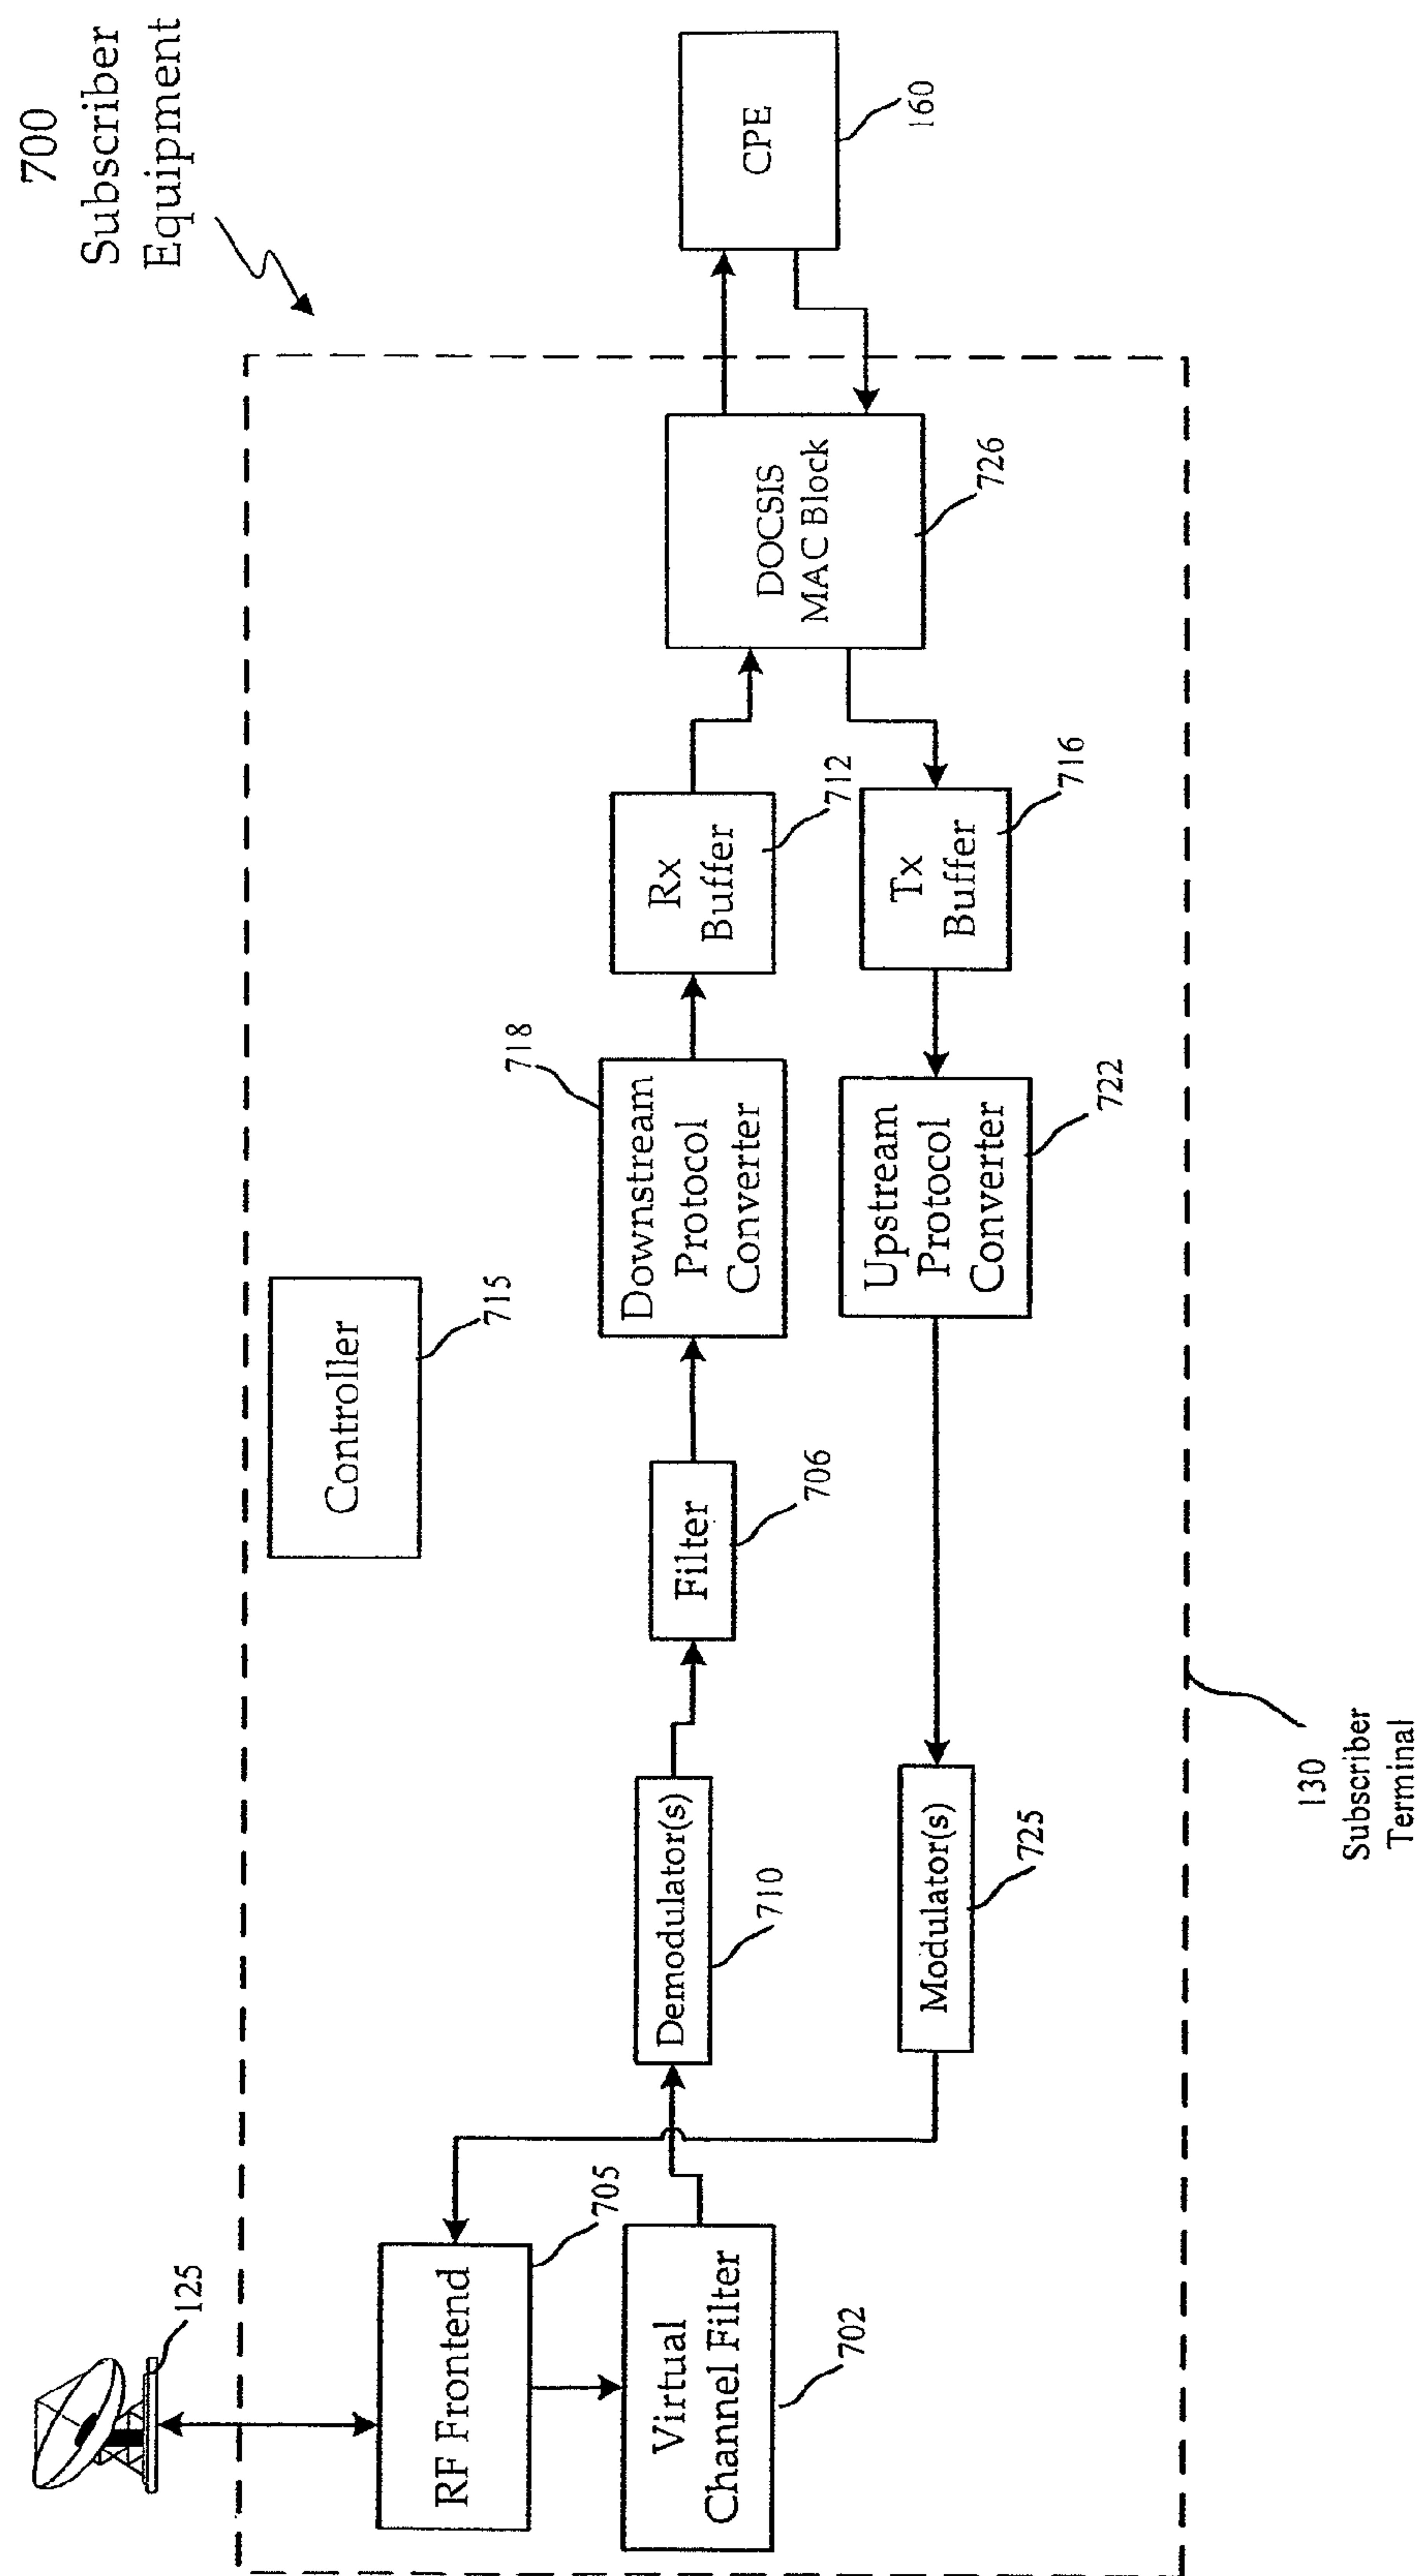 700
Subscriber
Equipment
125
RF Frontend
705
Virtual
Channel Filter
702
Controller
715
Demodulator(s)
710
Filter
706
Downstream
Protocol
Converter
718
Rx
Buffer
712
DOCSIS
MAC Block
726
CPE
160
Modulator(s)
725
Upstream
Protocol
Converter
722
Tx
Buffer
716
130
Subscriber
Terminal